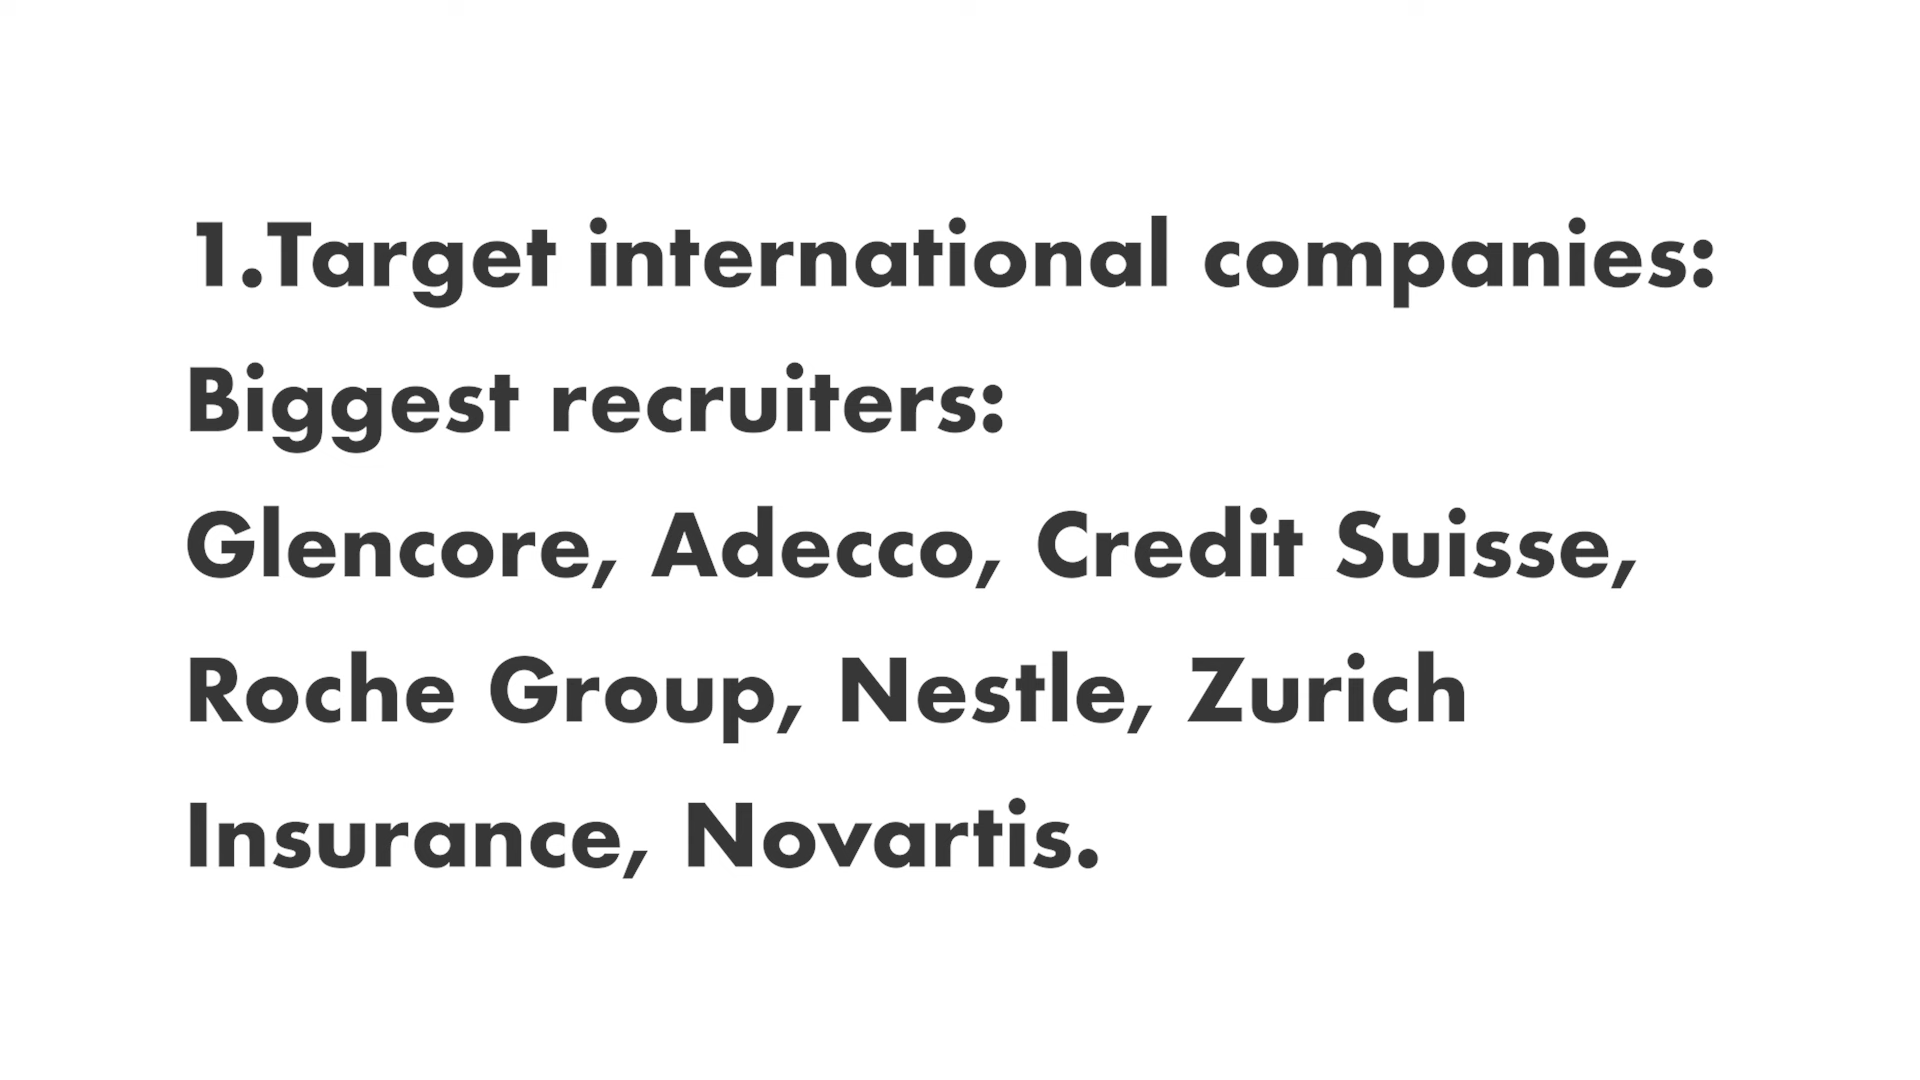 1.Target international companies:
Biggest recruiters:
Glencore, Adecco, Credit Suisse,
Roche Group, Nestle, Zurich
Insurance, Novartis.